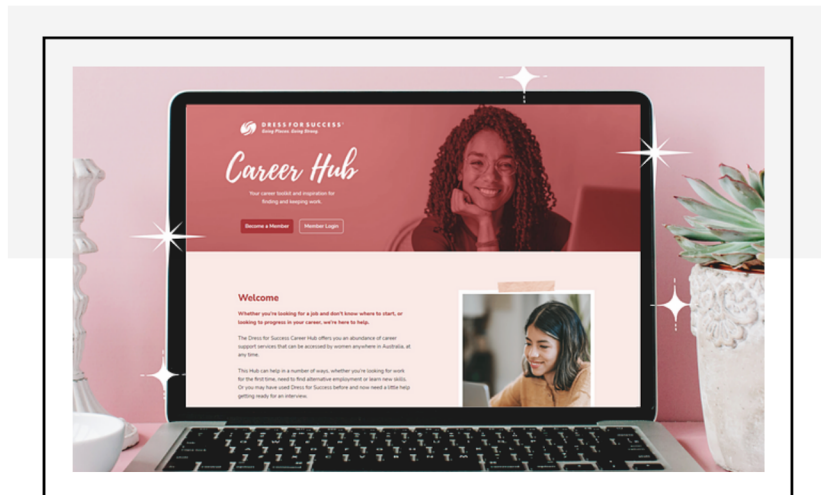 DRESS FOR SUCCESS
Going Places. Going Strong.
Career Hub
Your career toolkit and inspiration for
finding and keeping work.
Become a Member
Member Login
Welcome
Whether you're looking for a job and don't know where to start, or
looking to progress in your career, we're here to help.
The Dress for Success Career Hub offers you an abundance of career
support services that can be accessed by women anywhere in Australia, at
any time.
This Hub can help in a number of ways, whether you're looking for work
for the first time, need to find alternative employment or learn new skills.
Or you may have used Dress for Success before and now need a little help
getting ready for an interview.